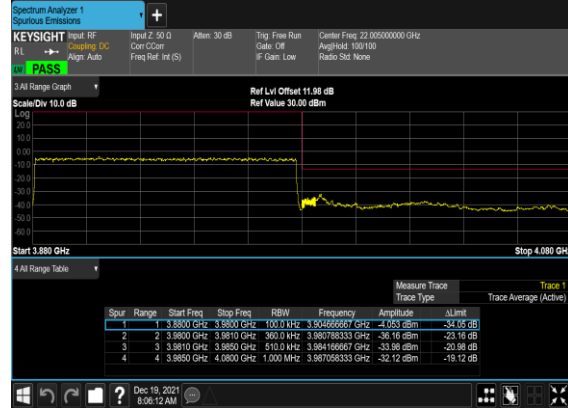 Spectrum Analyzer 1
Spurious Emissions
+
KEYSIGHT Input: RF Input Z: 50 Ω Atten: 30 dB Trig: Free Run Center Freq: 22.005000000 GHz
RL Coupling: DC Corr CCorr Gate: Off Avg|Hold: 100/100
Align: Auto Freq Ref: Int (S) IF Gain: Low Radio Std: None
PASS
3 All Range Graph
Ref Lvl Offset 11.98 dB
Scale/Div 10.0 dB Ref Value 30.00 dBm
Log
20.0
10.0
0.00
-10.0
-20.0
-30.0
-40.0
-50.0
-60.0
Start 3.880 GHz Stop 4.080 GHz
4 All Range Table
Measure Trace Trace 1
Trace Type Trace Average (Active)
Spur Range Start Freq Stop Freq RBW Frequency Amplitude ΔLimit
1 1 3.8800 GHz 3.9800 GHz 100.0 kHz 3.904666667 GHz -4.053 dBm -34.05 dB
2 2 3.9800 GHz 3.9810 GHz 360.0 kHz 3.980788333 GHz -36.16 dBm -23.16 dB
3 3 3.9810 GHz 3.9850 GHz 510.0 kHz 3.984166667 GHz -33.98 dBm -20.98 dB
4 4 3.9850 GHz 4.0800 GHz 1.000 MHz 3.987058333 GHz -32.12 dBm -19.12 dB
? Dec 19, 2021
8:06:12 AM